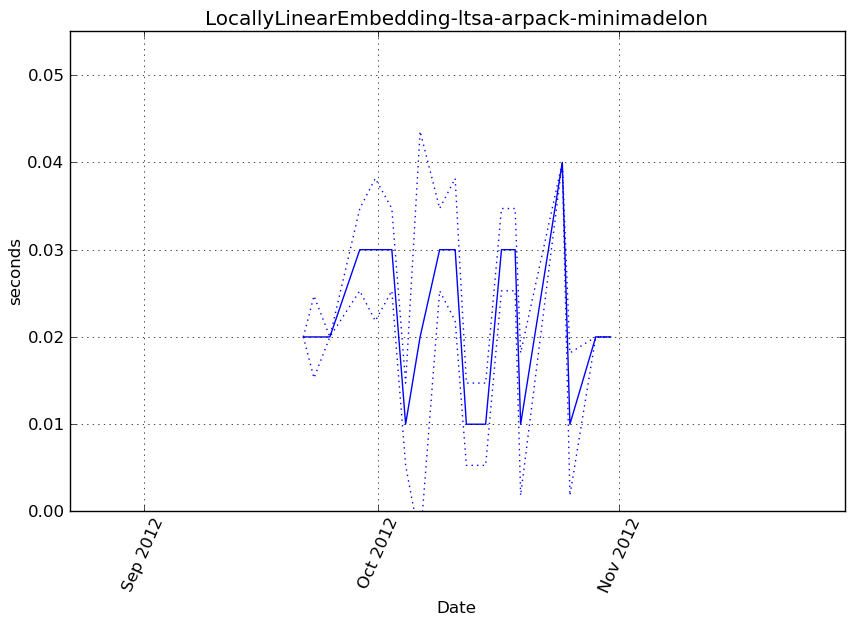 LocallyLinearEmbedding-ltsa-arpack-minimadelon
0.05
0.04
0.03
0.02
0.01
0.00
seconds
Sep 2012
Oct 2012
Nov 2012
Date